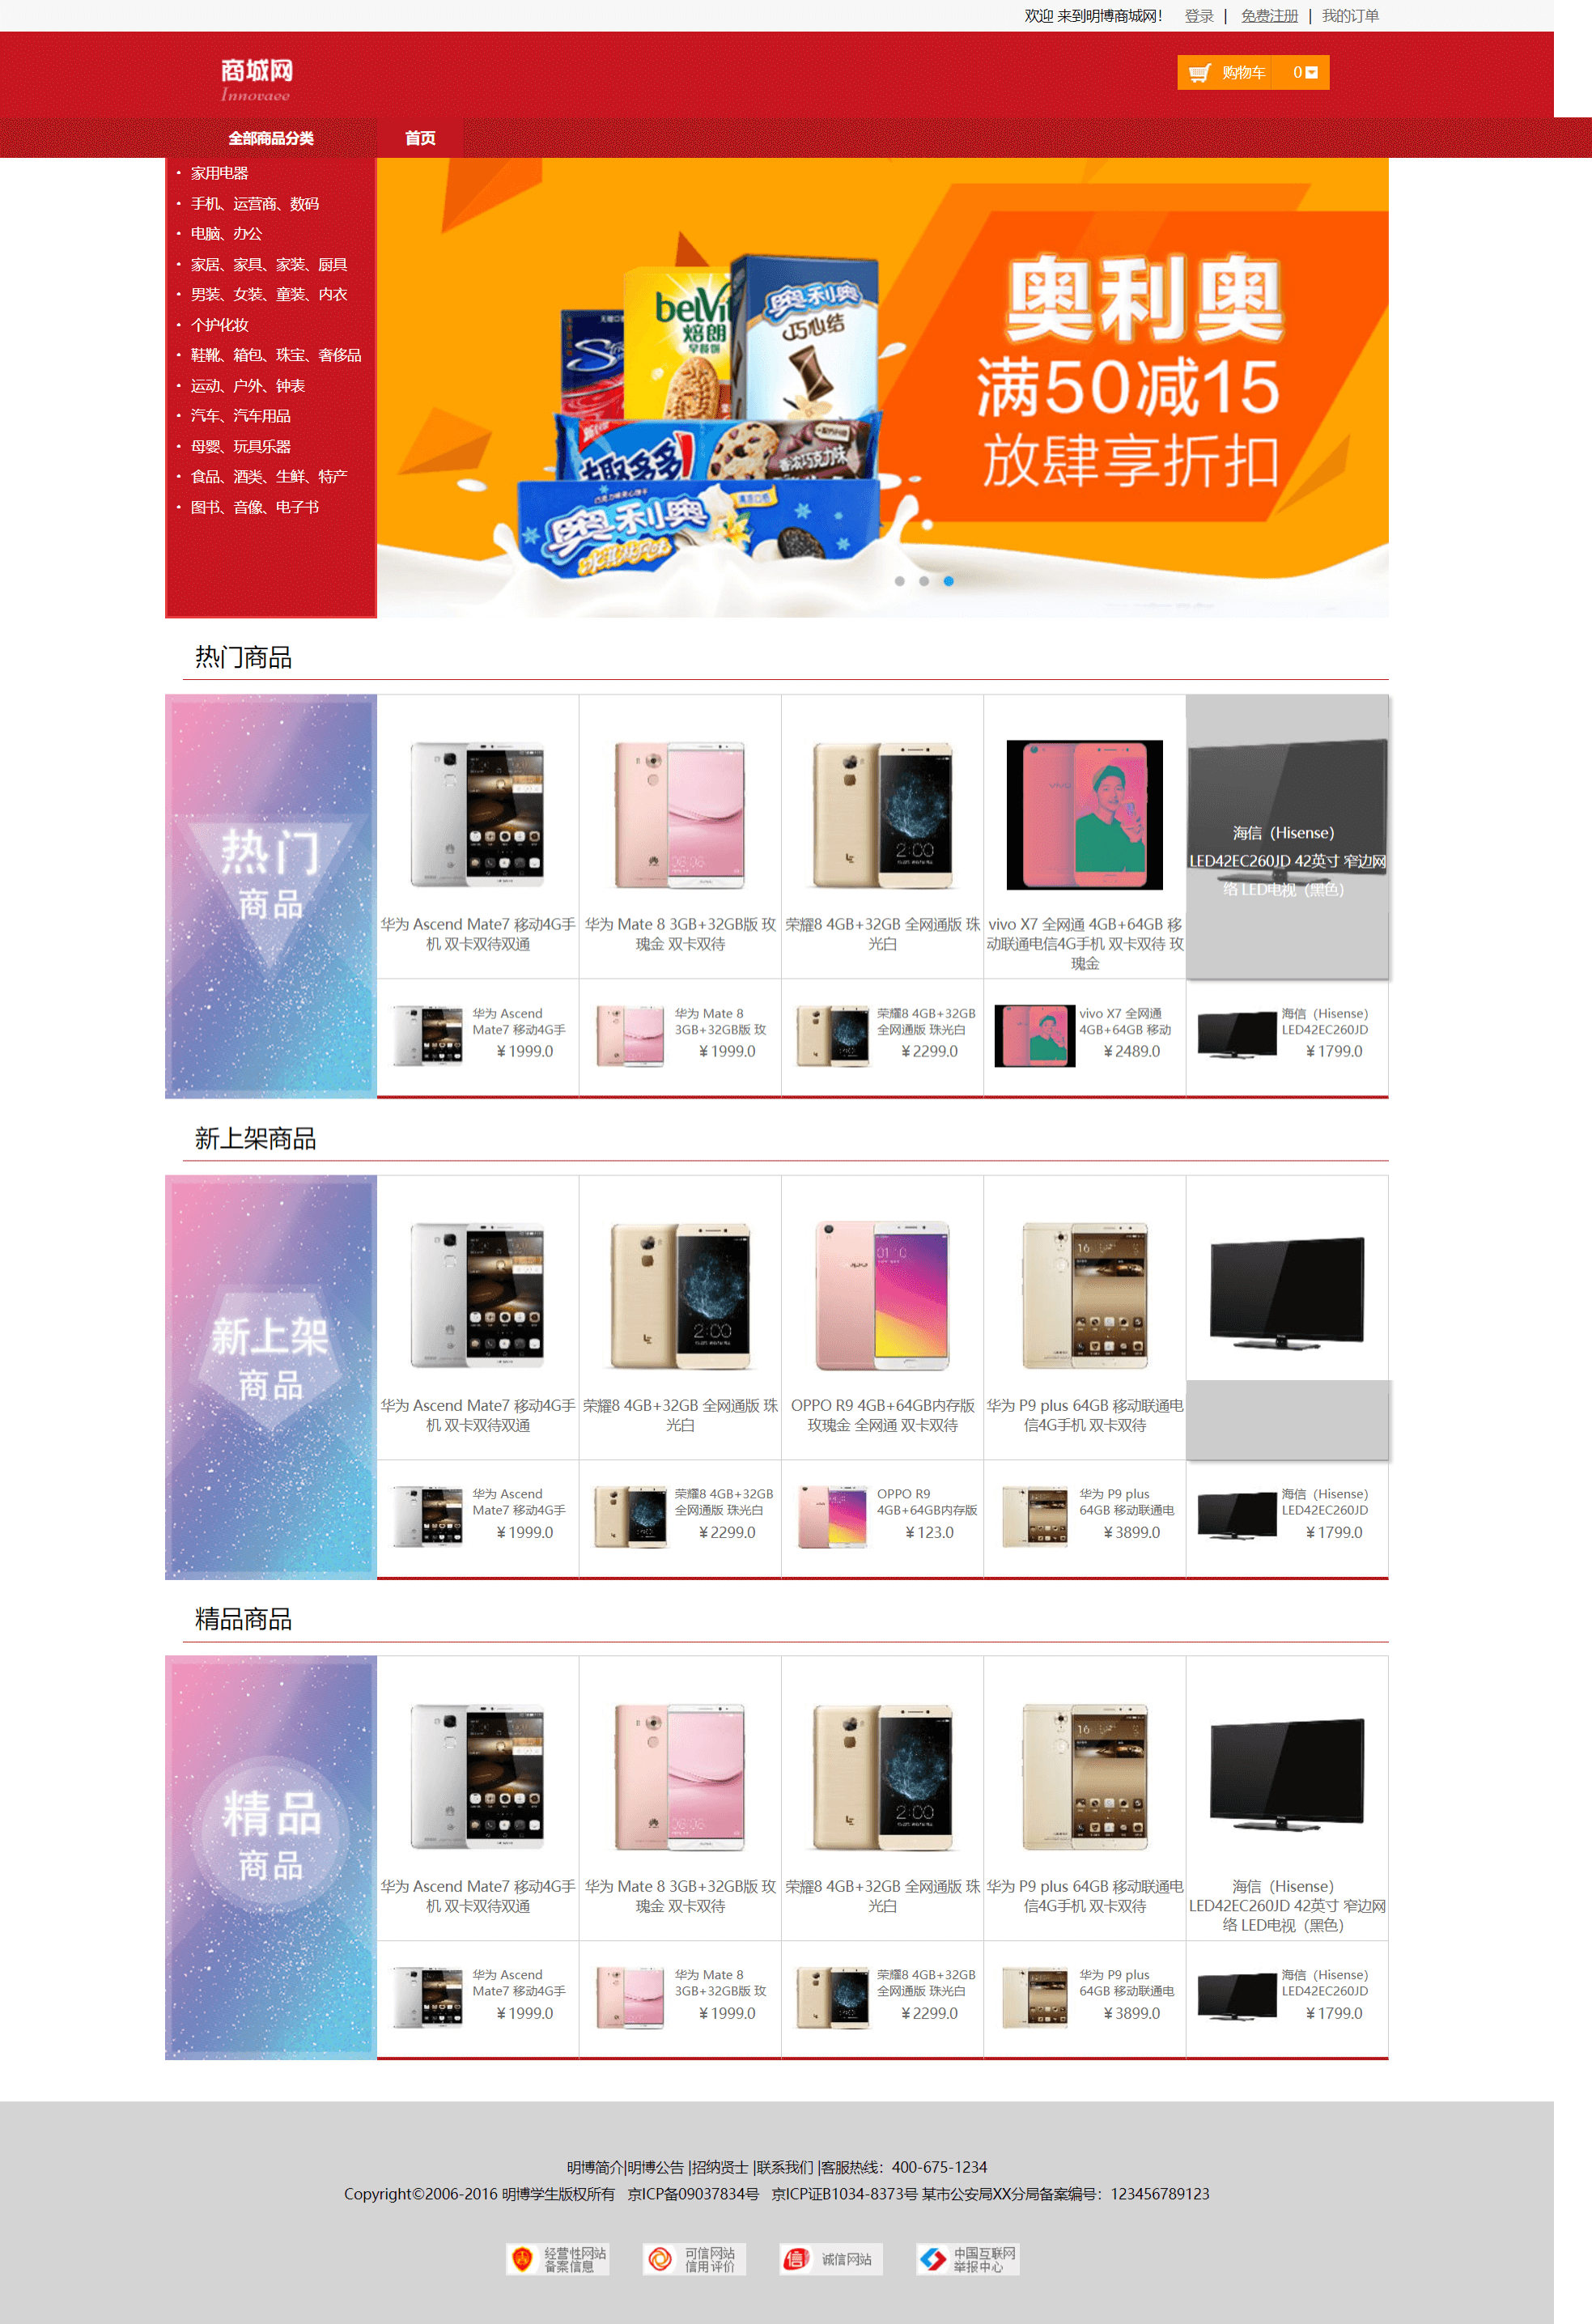 欢迎 来到明博商城网！ 登录 | 免费注册 | 我的订单
商城网
Innovaee
购物车 0
全部商品分类 首页
家用电器
手机、运营商、数码
电脑、办公
家居、家具、家装、厨具
男装、女装、童装、内衣
个护化妆
鞋靴、箱包、珠宝、奢侈品
运动、户外、钟表
汽车、汽车用品
母婴、玩具乐器
食品、酒类、生鲜、特产
图书、音像、电子书
奥利奥
满50减15
放肆享折扣
belVit
焙朗
早餐饼
奥利奥
巧心结
趣多多
香浓巧克力味
奥利奥
冰淇淋风味
热门商品
热门
商品
华为 Ascend Mate7 移动4G手
机 双卡双待双通
华为 Mate 8 3GB+32GB版 玫
瑰金 双卡双待
荣耀8 4GB+32GB 全网通版 珠
光白
vivo X7 全网通 4GB+64GB 移
动联通电信4G手机 双卡双待 玫
瑰金
海信（Hisense）
LED42EC260JD 42英寸 窄边网
络 LED电视（黑色）
华为 Ascend
Mate7 移动4G手
¥1999.0
华为 Mate 8
3GB+32GB版 玫
¥1999.0
荣耀8 4GB+32GB
全网通版 珠光白
¥2299.0
vivo X7 全网通
4GB+64GB 移动
¥2489.0
海信（Hisense）
LED42EC260JD
¥1799.0
新上架商品
新上架
商品
华为 Ascend Mate7 移动4G手
机 双卡双待双通
荣耀8 4GB+32GB 全网通版 珠
光白
OPPO R9 4GB+64GB内存版
玫瑰金 全网通 双卡双待
华为 P9 plus 64GB 移动联通电
信4G手机 双卡双待
华为 Ascend
Mate7 移动4G手
¥1999.0
荣耀8 4GB+32GB
全网通版 珠光白
¥2299.0
OPPO R9
4GB+64GB内存版
¥123.0
华为 P9 plus
64GB 移动联通电
¥3899.0
海信（Hisense）
LED42EC260JD
¥1799.0
精品商品
精品
商品
华为 Ascend Mate7 移动4G手
机 双卡双待双通
华为 Mate 8 3GB+32GB版 玫
瑰金 双卡双待
荣耀8 4GB+32GB 全网通版 珠
光白
华为 P9 plus 64GB 移动联通电
信4G手机 双卡双待
海信（Hisense）
LED42EC260JD 42英寸 窄边网
络 LED电视（黑色）
华为 Ascend
Mate7 移动4G手
¥1999.0
华为 Mate 8
3GB+32GB版 玫
¥1999.0
荣耀8 4GB+32GB
全网通版 珠光白
¥2299.0
华为 P9 plus
64GB 移动联通电
¥3899.0
海信（Hisense）
LED42EC260JD
¥1799.0
明博简介|明博公告 |招纳贤士 |联系我们 |客服热线：400-675-1234
Copyright©2006-2016 明博学生版权所有 京ICP备09037834号 京ICP证B1034-8373号 某市公安局XX分局备案编号：123456789123
经营性网站
备案信息
可信网站
信用评价
诚信网站
中国互联网
举报中心